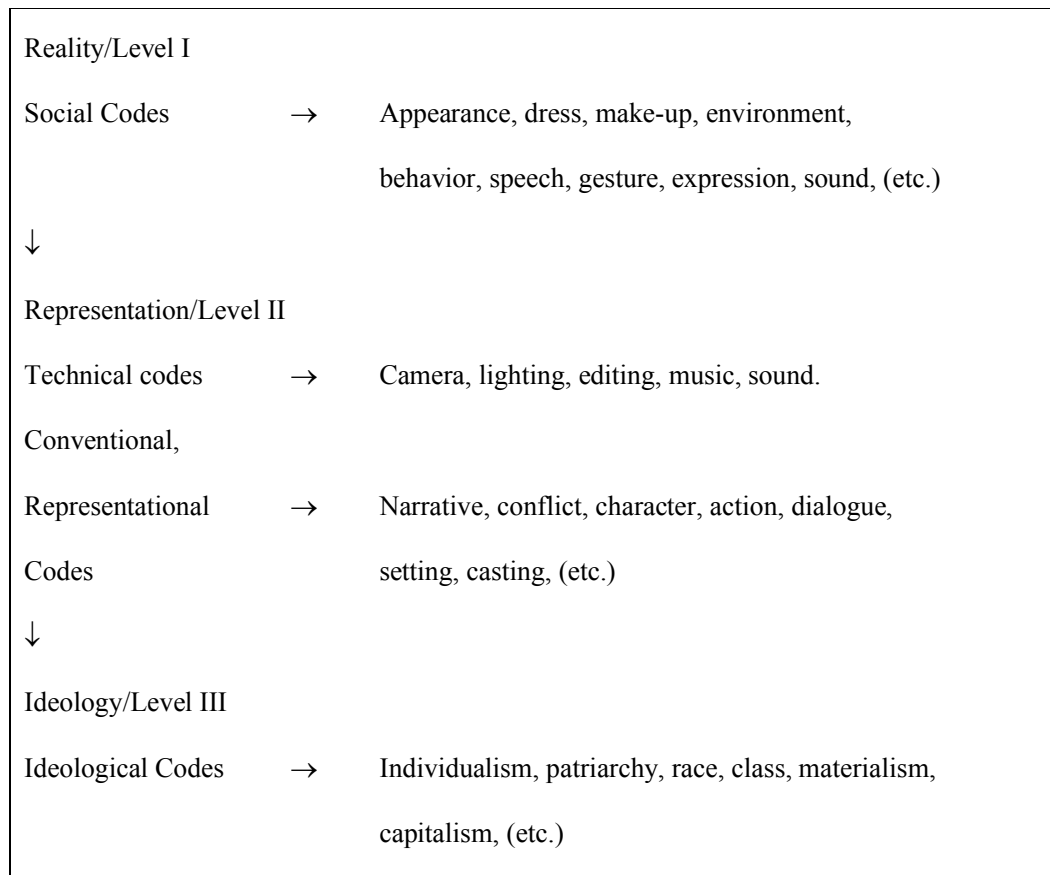 Reality/Level I
Social Codes → Appearance, dress, make-up, environment,
behavior, speech, gesture, expression, sound, (etc.)
↓
Representation/Level II
Technical codes → Camera, lighting, editing, music, sound.
Conventional,
Representational → Narrative, conflict, character, action, dialogue,
Codes setting, casting, (etc.)
↓
Ideology/Level III
Ideological Codes → Individualism, patriarchy, race, class, materialism,
capitalism, (etc.)